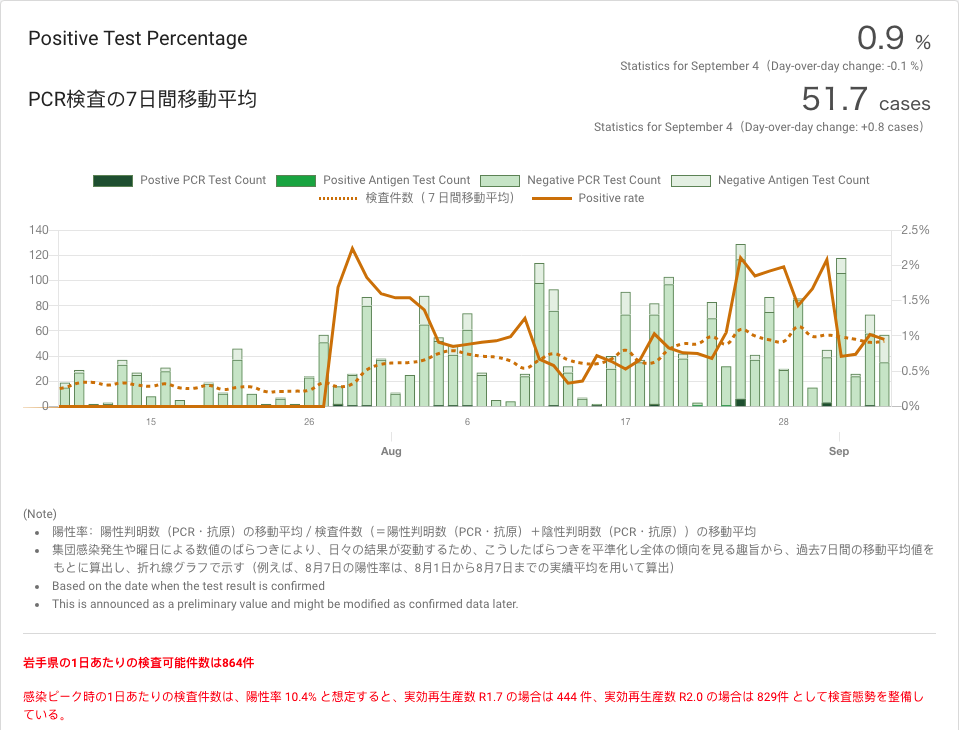 Positive Test Percentage
0.9 %
Statistics for September 4（Day-over-day change: -0.1 %）
PCR検査の7日間移動平均
51.7 cases
Statistics for September 4（Day-over-day change: +0.8 cases）
Postive PCR Test Count Positive Antigen Test Count Negative PCR Test Count Negative Antigen Test Count
検査件数（７日間移動平均） Positive rate
140 2.5%
120 2%
100
80 1.5%
60 1%
40
20 0.5%
0 0%
15 26 6 17 28
Aug Sep
(Note)
陽性率：陽性判明数（PCR・抗原）の移動平均 / 検査件数（＝陽性判明数（PCR・抗原）＋陰性判明数（PCR・抗原））の移動平均
集団感染発生や曜日による数値のばらつきにより、日々の結果が変動するため、こうしたばらつきを平準化し全体の傾向を見る趣旨から、過去7日間の移動平均値を
もとに算出し、折れ線グラフで示す（例えば、8月7日の陽性率は、8月1日から8月7日までの実績平均を用いて算出）
Based on the date when the test result is confirmed
This is announced as a preliminary value and might be modified as confirmed data later.
岩手県の1日あたりの検査可能件数は864件
感染ピーク時の1日あたりの検査件数は、陽性率 10.4% と想定すると、実効再生産数 R1.7 の場合は 444 件、実効再生産数 R2.0 の場合は 829件 として検査態勢を整備し
ている。